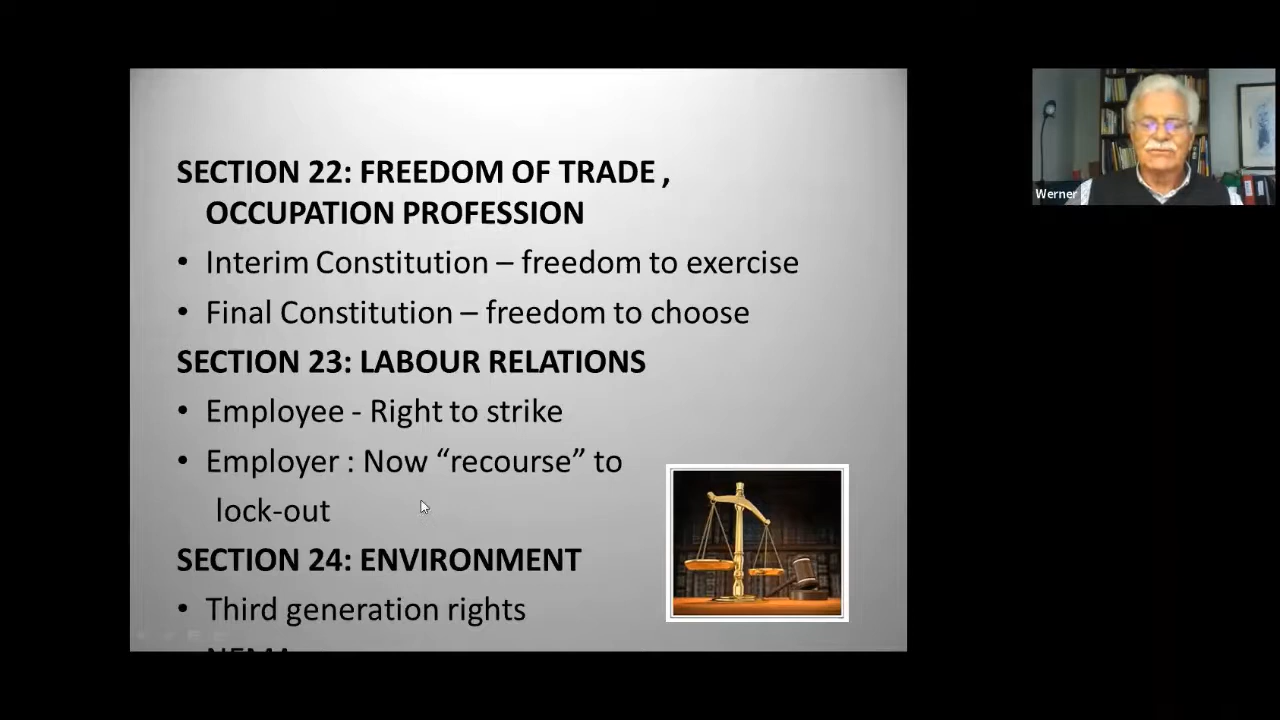 SECTION 22: FREEDOM OF TRADE ,
OCCUPATION PROFESSION
• Interim Constitution – freedom to exercise
• Final Constitution – freedom to choose
SECTION 23: LABOUR RELATIONS
• Employee - Right to strike
• Employer : Now “recourse” to
lock-out
SECTION 24: ENVIRONMENT
• Third generation rights
Werner